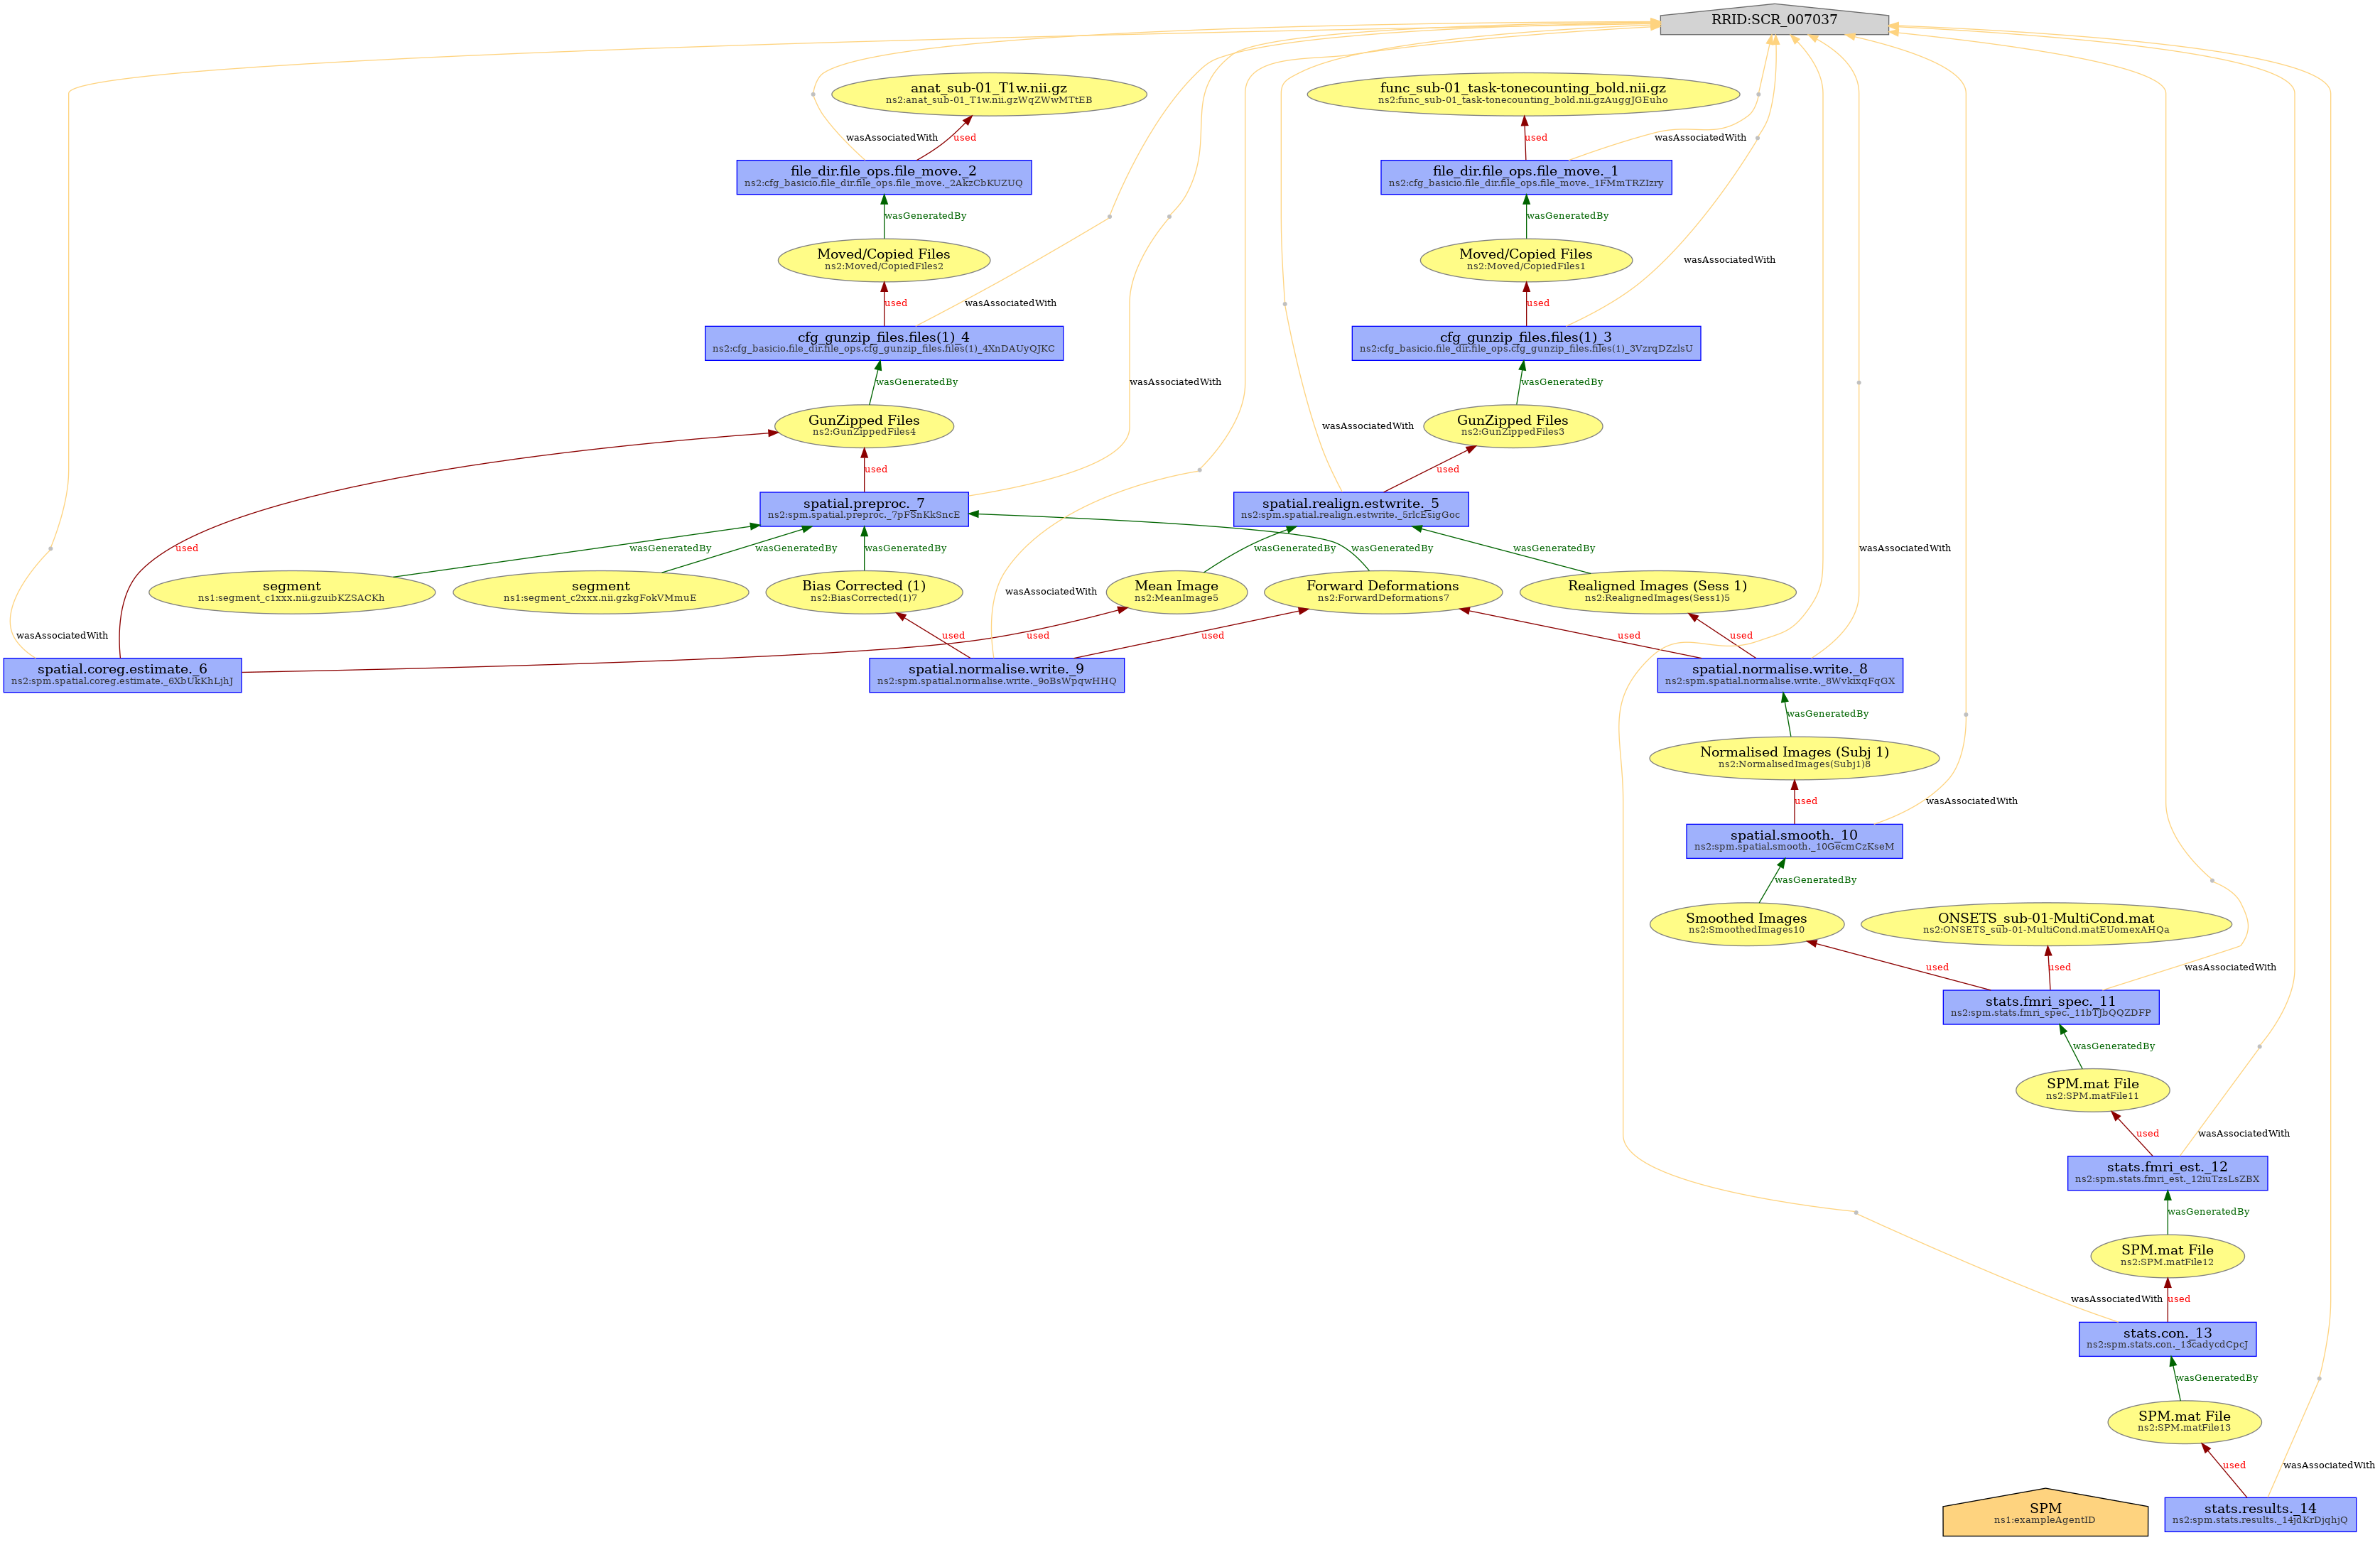 RRID:SCR_007037
anat_sub-01_T1w.nii.gz
ns2:anat_sub-01_T1w.nii.gzWqZWwMTtEB
func_sub-01_task-tonecounting_bold.nii.gz
ns2:func_sub-01_task-tonecounting_bold.nii.gzAuggJGEuho
wasAssociatedWith
used
used
wasAssociatedWith
file_dir.file_ops.file_move._2
ns2:cfg_basicio.file_dir.file_ops.file_move._2AkzCbKUZUQ
file_dir.file_ops.file_move._1
ns2:cfg_basicio.file_dir.file_ops.file_move._1FMmTRZIzry
wasGeneratedBy
wasGeneratedBy
Moved/Copied Files
ns2:Moved/CopiedFiles2
Moved/Copied Files
ns2:Moved/CopiedFiles1
wasAssociatedWith
used
wasAssociatedWith
used
cfg_gunzip_files.files(1)_4
ns2:cfg_basicio.file_dir.file_ops.cfg_gunzip_files.files(1)_4XnDAUyQJKC
cfg_gunzip_files.files(1)_3
ns2:cfg_basicio.file_dir.file_ops.cfg_gunzip_files.files(1)_3VzrqDZzlsU
wasGeneratedBy
wasAssociatedWith
wasGeneratedBy
GunZipped Files
ns2:GunZippedFiles4
wasAssociatedWith
GunZipped Files
ns2:GunZippedFiles3
used
used
spatial.preproc._7
ns2:spm.spatial.preproc._7pFSnKkSncE
spatial.realign.estwrite._5
ns2:spm.spatial.realign.estwrite._5rlcEsigGoc
used
wasGeneratedBy
wasGeneratedBy
wasGeneratedBy
wasGeneratedBy
wasGeneratedBy
wasGeneratedBy
wasAssociatedWith
segment
ns1:segment_c1xxx.nii.gzuibKZSACKh
segment
ns1:segment_c2xxx.nii.gzkgFokVMmuE
Bias Corrected (1)
ns2:BiasCorrected(1)7
wasAssociatedWith
Mean Image
ns2:MeanImage5
Forward Deformations
ns2:ForwardDeformations7
Realigned Images (Sess 1)
ns2:RealignedImages(Sess1)5
wasAssociatedWith
used
used
used
used
used
spatial.coreg.estimate._6
ns2:spm.spatial.coreg.estimate._6XbUkKhLjhJ
spatial.normalise.write._9
ns2:spm.spatial.normalise.write._9oBsWpqwHHQ
spatial.normalise.write._8
ns2:spm.spatial.normalise.write._8WvkixqFqGX
wasGeneratedBy
Normalised Images (Subj 1)
ns2:NormalisedImages(Subj1)8
used
wasAssociatedWith
spatial.smooth._10
ns2:spm.spatial.smooth._10GecmCzKseM
wasGeneratedBy
Smoothed Images
ns2:SmoothedImages10
ONSETS_sub-01-MultiCond.mat
ns2:ONSETS_sub-01-MultiCond.matEUomexAHQa
used
used
wasAssociatedWith
stats.fmri_spec._11
ns2:spm.stats.fmri_spec._11bTJbQQZDFP
wasGeneratedBy
SPM.mat File
ns2:SPM.matFile11
used
wasAssociatedWith
stats.fmri_est._12
ns2:spm.stats.fmri_est._12iuTzsLsZBX
wasGeneratedBy
SPM.mat File
ns2:SPM.matFile12
wasAssociatedWith
used
stats.con._13
ns2:spm.stats.con._13cadycdCpcJ
wasGeneratedBy
SPM.mat File
ns2:SPM.matFile13
used
wasAssociatedWith
SPM
ns1:exampleAgentID
stats.results._14
ns2:spm.stats.results._14jdKrDjqhjQ